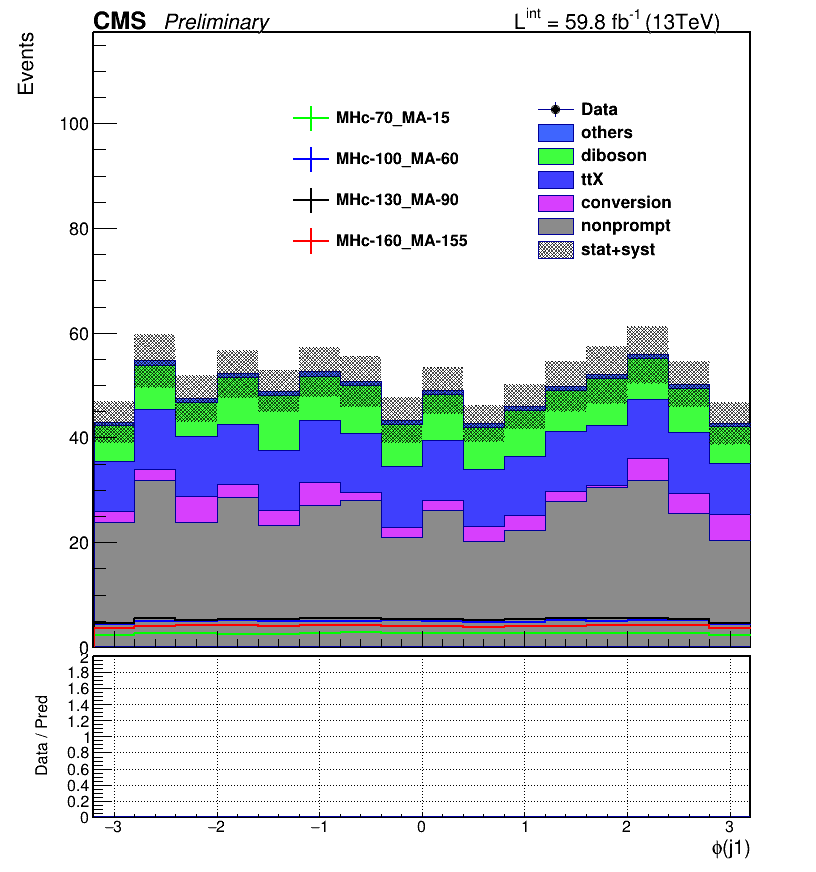 CMS Preliminary L^int = 59.8 fb^-1 (13TeV)
Events
100
80
60
40
20
0
MHc-70_MA-15
MHc-100_MA-60
MHc-130_MA-90
MHc-160_MA-155
Data
others
diboson
ttX
conversion
nonprompt
stat+syst
Data / Pred
2
1.8
1.6
1.4
1.2
1
0.8
0.6
0.4
0.2
0
−3 −2 −1 0 1 2 3
ϕ(j1)